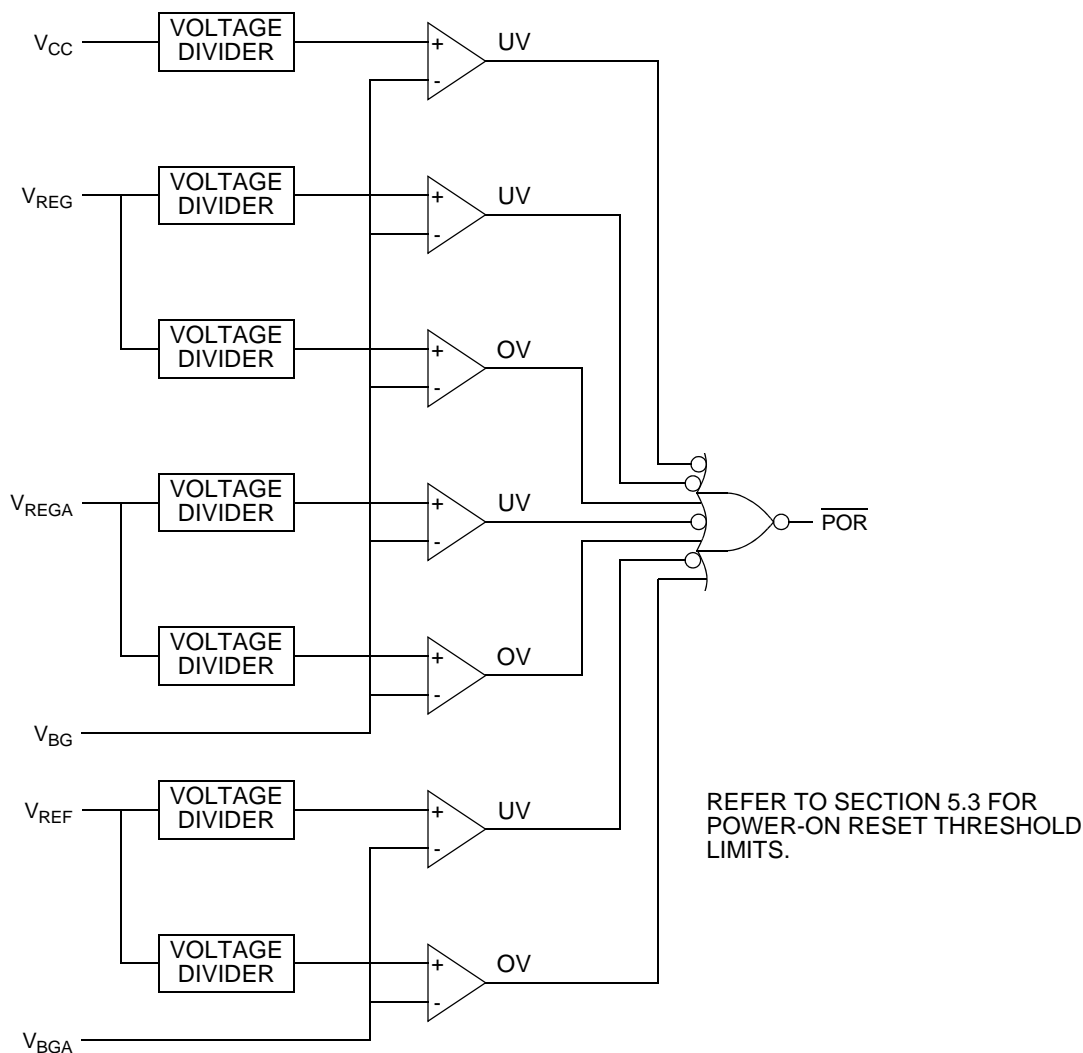 VOLTAGE
DIVIDER
VCC
+
-
UV
VOLTAGE
DIVIDER
VREG
+
-
UV
VOLTAGE
DIVIDER
+
-
OV
VOLTAGE
DIVIDER
VREGA
+
-
UV
POR
VOLTAGE
DIVIDER
+
-
OV
VBG
VOLTAGE
DIVIDER
VREF
+
-
UV
REFER TO SECTION 5.3 FOR
POWER-ON RESET THRESHOLD
LIMITS.
VOLTAGE
DIVIDER
+
-
OV
VBGA